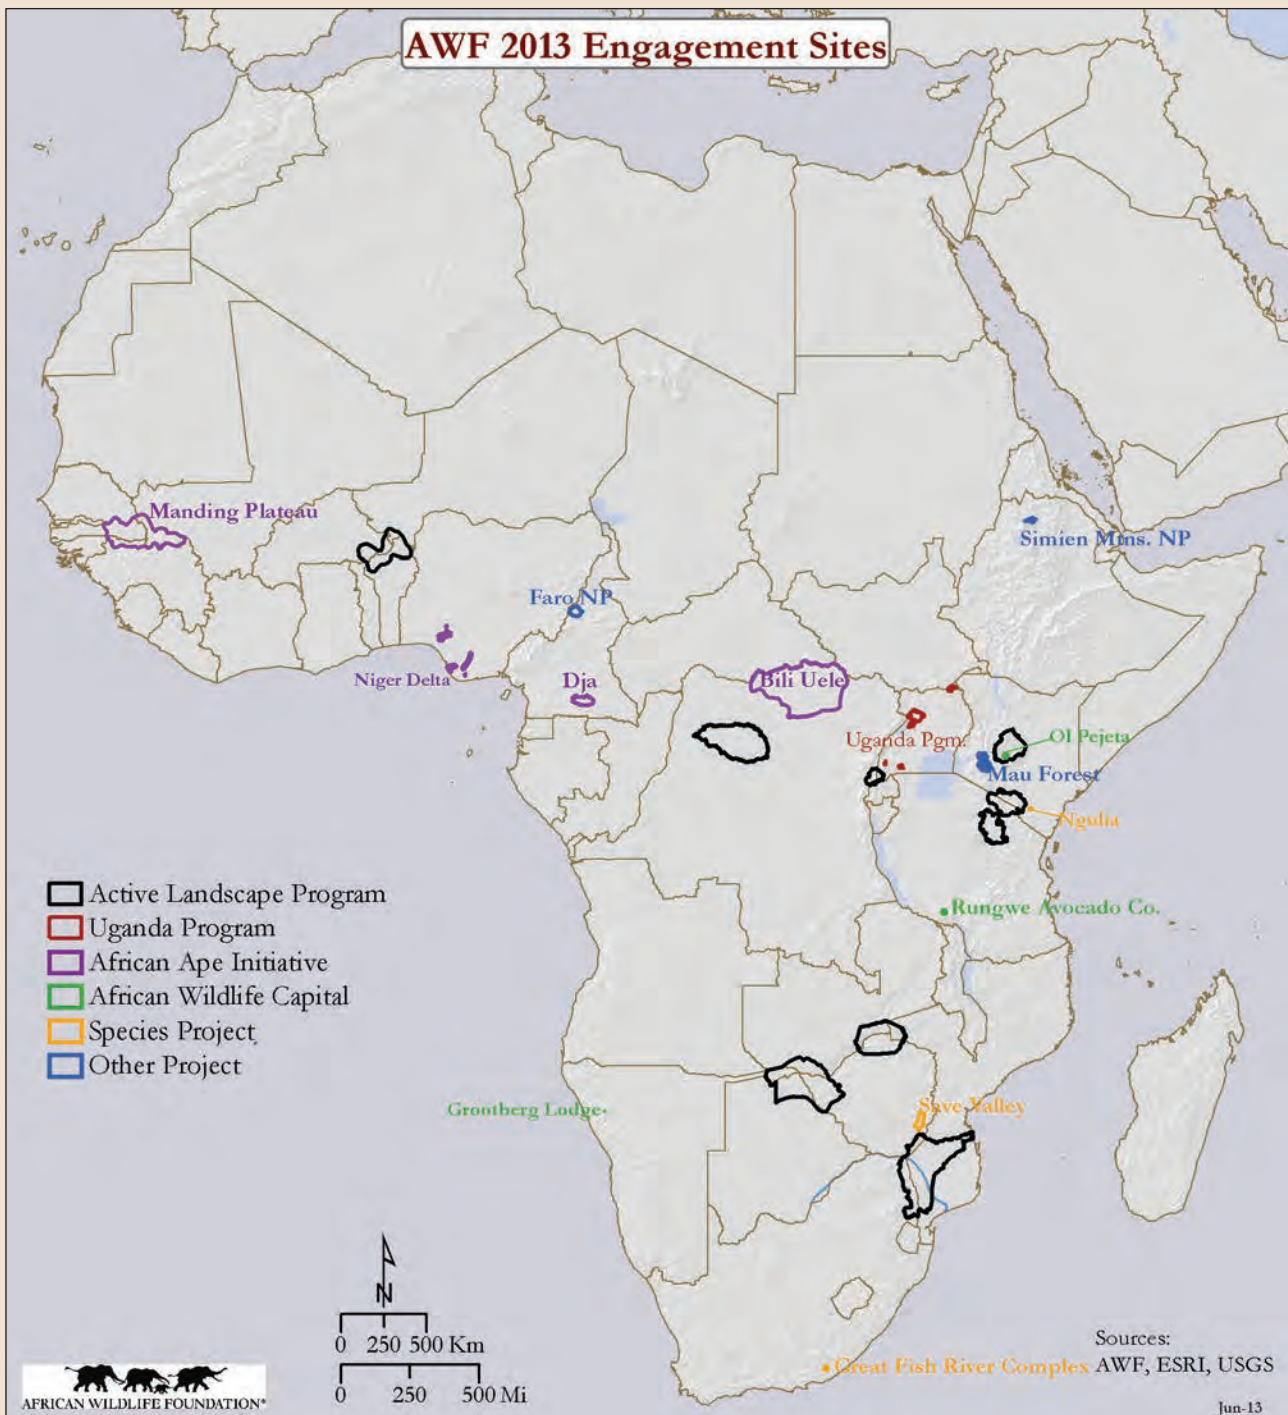 AWF 2013 Engagement Sites
Manding Plateau
Simien Mtns. NP
Faro NP
Niger Delta
Dja
Bili Uele
Uganda Pgm.
Ol Pejeta
Mau Forest
Ngulia
Active Landscape Program
Uganda Program
African Ape Initiative
African Wildlife Capital
Species Project
Other Project
Rungwe Avocado Co.
Grootberg Lodge
Save Valley
N
0 250 500 Km
0 250 500 Mi
Great Fish River Complex
Sources:
AWF, ESRI, USGS
AFRICAN WILDLIFE FOUNDATION®
Jun-13